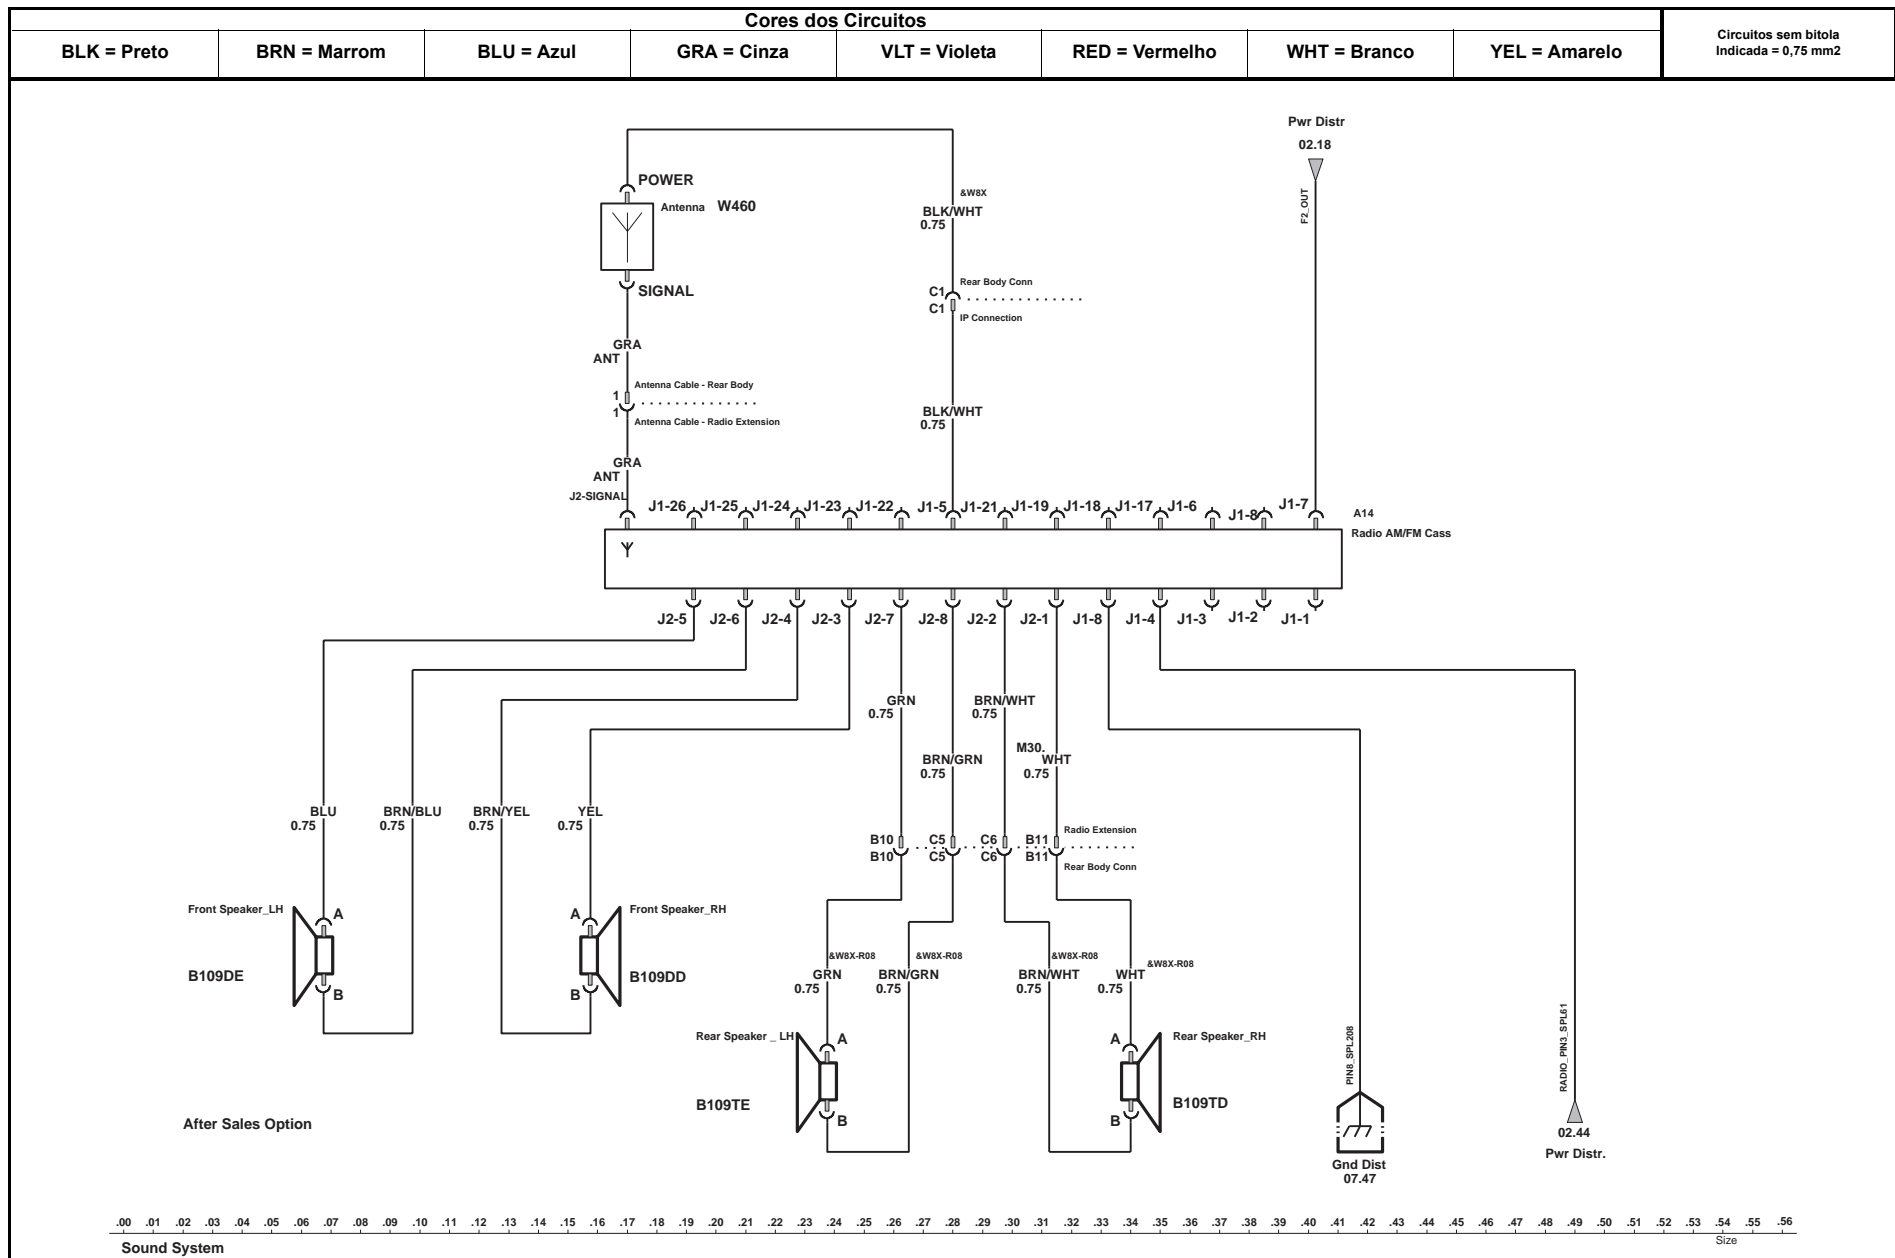 Cores dos Circuitos
BLK = Preto
BRN = Marrom
BLU = Azul
GRA = Cinza
VLT = Violeta
RED = Vermelho
WHT = Branco
YEL = Amarelo
Circuitos sem bitola
Indicada = 0,75 mm2
Pwr Distr
02.18
F2_OUT
POWER
Antenna W460
SIGNAL
&W8X
BLK/WHT
0.75
Rear Body Conn
C1
C1
IP Connection
GRA
ANT
Antenna Cable - Rear Body
1
1
Antenna Cable - Radio Extension
BLK/WHT
0.75
GRA
ANT
J2-SIGNAL
J1-26
J1-25
J1-24
J1-23
J1-22
J1-5
J1-21
J1-19
J1-18
J1-17
J1-6
J1-8
J1-7
A14
Radio AM/FM Cass
J2-5
J2-6
J2-4
J2-3
J2-7
J2-8
J2-2
J2-1
J1-8
J1-4
J1-3
J1-2
J1-1
GRN
0.75
BRN/WHT
0.75
BRN/GRN
0.75
M30.
WHT
0.75
BLU
0.75
BRN/BLU
0.75
BRN/YEL
0.75
YEL
0.75
B10
C5
C6
B11
Radio Extension
B10
C5
C6
B11
Rear Body Conn
Front Speaker_LH
A
B109DE
B
A
Front Speaker_RH
B109DD
B
&W8X-R08
GRN
0.75
&W8X-R08
BRN/GRN
0.75
&W8X-R08
BRN/WHT
0.75
&W8X-R08
WHT
0.75
Rear Speaker _ LH
A
B109TE
B
A
Rear Speaker_RH
B109TD
B
PIN8_SPL208
RADIO_PIN3_SPL61
Gnd Dist
07.47
02.44
Pwr Distr.
After Sales Option
.00 .01 .02 .03 .04 .05 .06 .07 .08 .09 .10 .11 .12 .13 .14 .15 .16 .17 .18 .19 .20 .21 .22 .23 .24 .25 .26 .27 .28 .29 .30 .31 .32 .33 .34 .35 .36 .37 .38 .39 .40 .41 .42 .43 .44 .45 .46 .47 .48 .49 .50 .51 .52 .53 .54 .55 .56
Sound System
Size